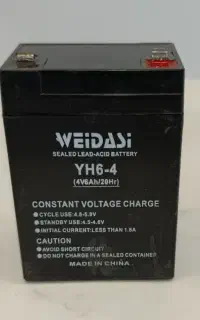 WEIDASI
SEALED LEAD-ACID BATTERY
YH6-4
(4V6Ah/20Hr)
CONSTANT VOLTAGE CHARGE
● CYCLE USE:4.8-5.0V
● STANDBY USE:4.5-4.6V
● INITIAL CURRENT:LESS THAN 1.8A
CAUTION
● AVOID SHORT CIRCUIT
● DO NOT CHARGE IN A SEALED CONTAINER
MADE IN CHINA